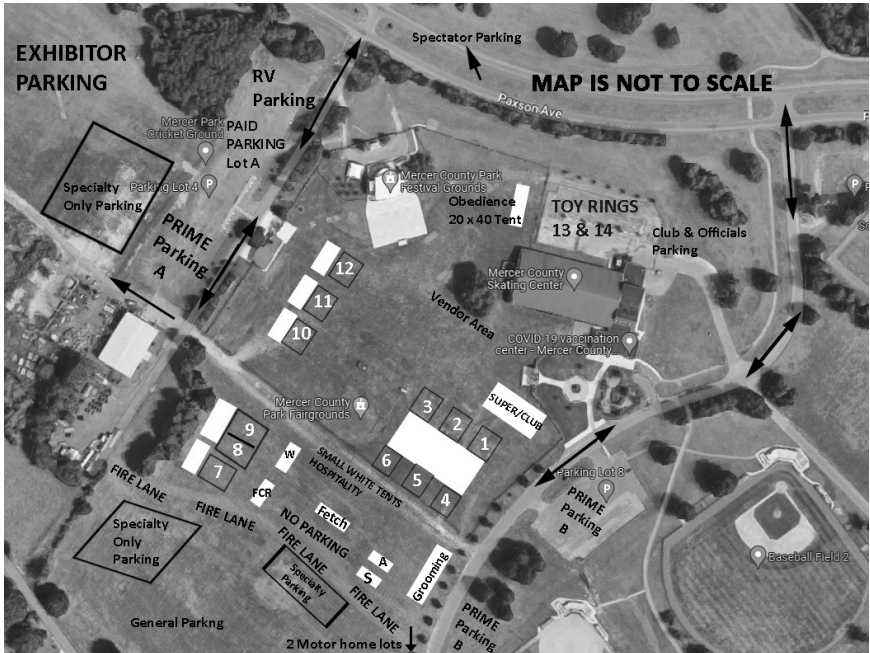 EXHIBITOR
PARKING
RV
Parking
Spectator Parking
MAP IS NOT TO SCALE
Paxson Ave
Mercer Park
Cricket Ground
PAID
PARKING
Lot A
Parking Lot 4
P
Specialty
Only Parking
PRIME
Parking
A
Mercer County Park
Festival Grounds
Obedience
20 x 40 Tent
TOY RINGS
13 & 14
Club & Officials
Parking
P
12
11
10
Mercer County
Skating Center
Vendor Area
COVID-19 vaccination
center - Mercer County...
Mercer County
Park Fairgrounds
SUPER/CLUB
3
2
1
6
5
4
9
8
7
W
FCR
SMALL WHITE TENTS
HOSPITALITY
FIRE LANE
FIRE LANE
Fetch
NO PARKING
FIRE LANE
A
S
FIRE LANE
Grooming
Specialty
Only
Parking
Specialty
Parking
Parking Lot 8
P
PRIME
Parking
B
Baseball Field 2
General Parkng
2 Motor home lots
PRIME
Parking
B